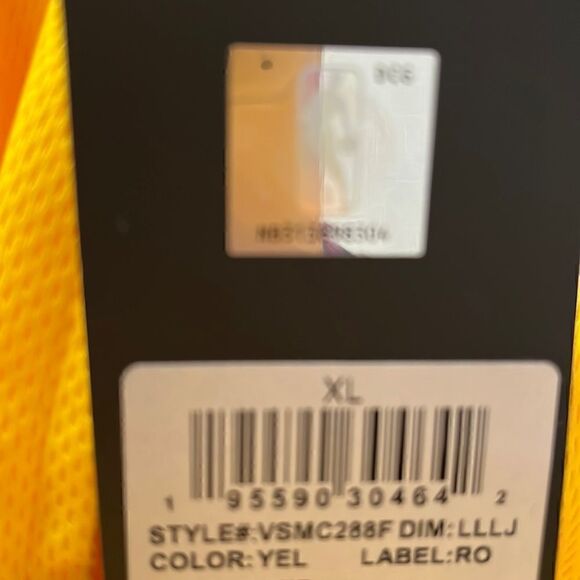 XL
1 95590 30464 2
STYLE#:VSMC288F DIM:LLLJ
COLOR:YEL LABEL:RO